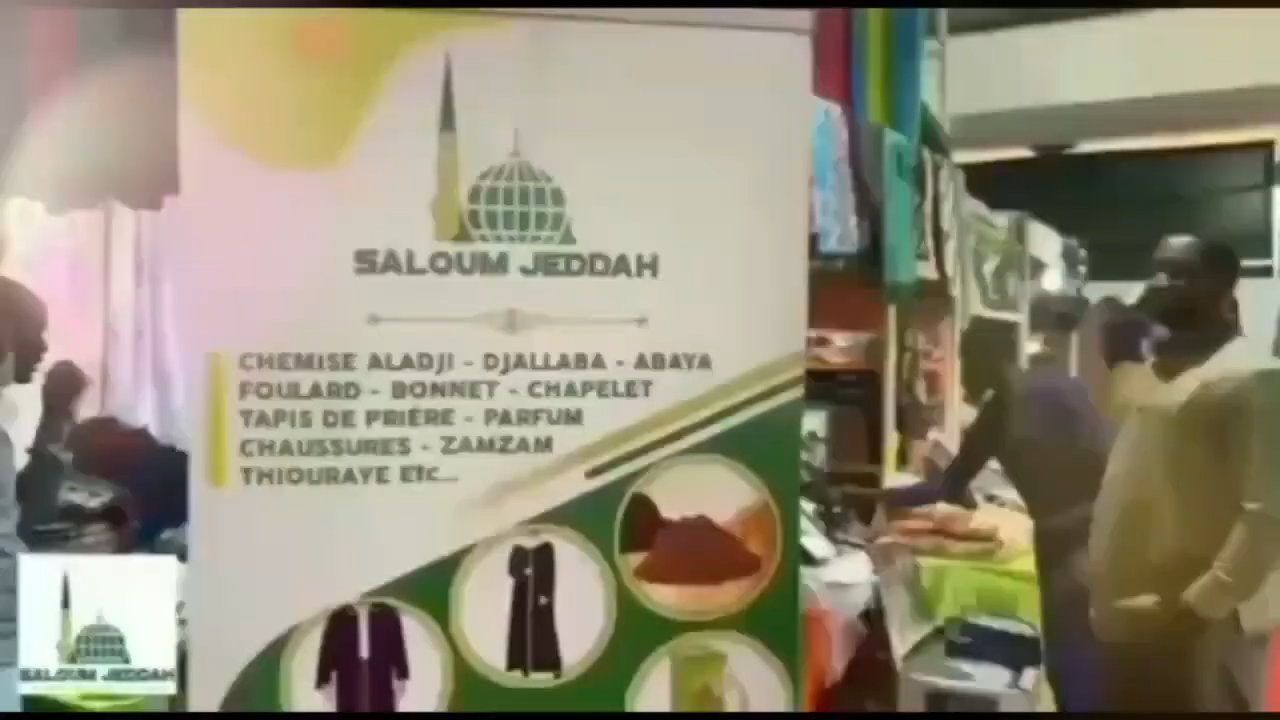 SALOUM JEDDAH
CHEMISE ALADJI - DJALLABA - ABAYA
FOULARD - BONNET - CHAPELET
TAPIS DE PRIÈRE - PARFUM
CHAUSSURES - ZAMZAM
THIOURAYE ETC...
SALOUM JEDDAH